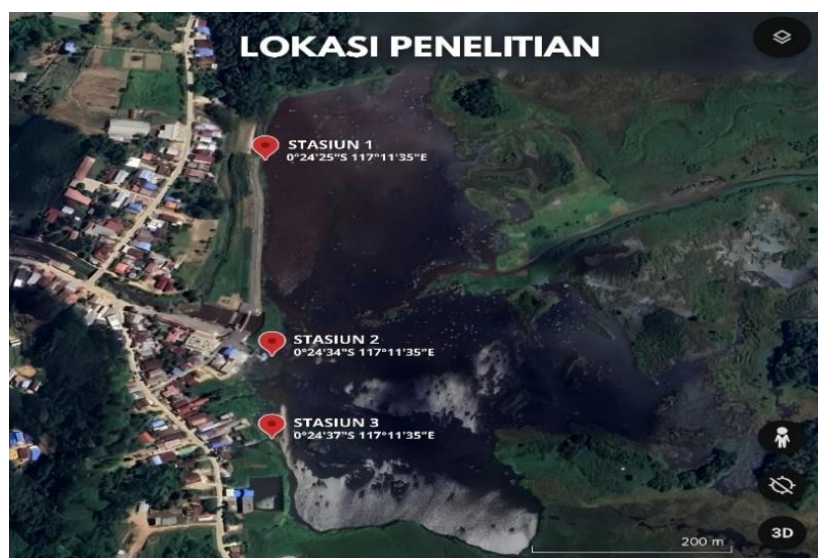 LOKASI PENELITIAN
STASIUN 1
0°24'25"S 117°11'35"E
STASIUN 2
0°24'34"S 117°11'35"E
STASIUN 3
0°24'37"S 117°11'35"E
200 m
3D